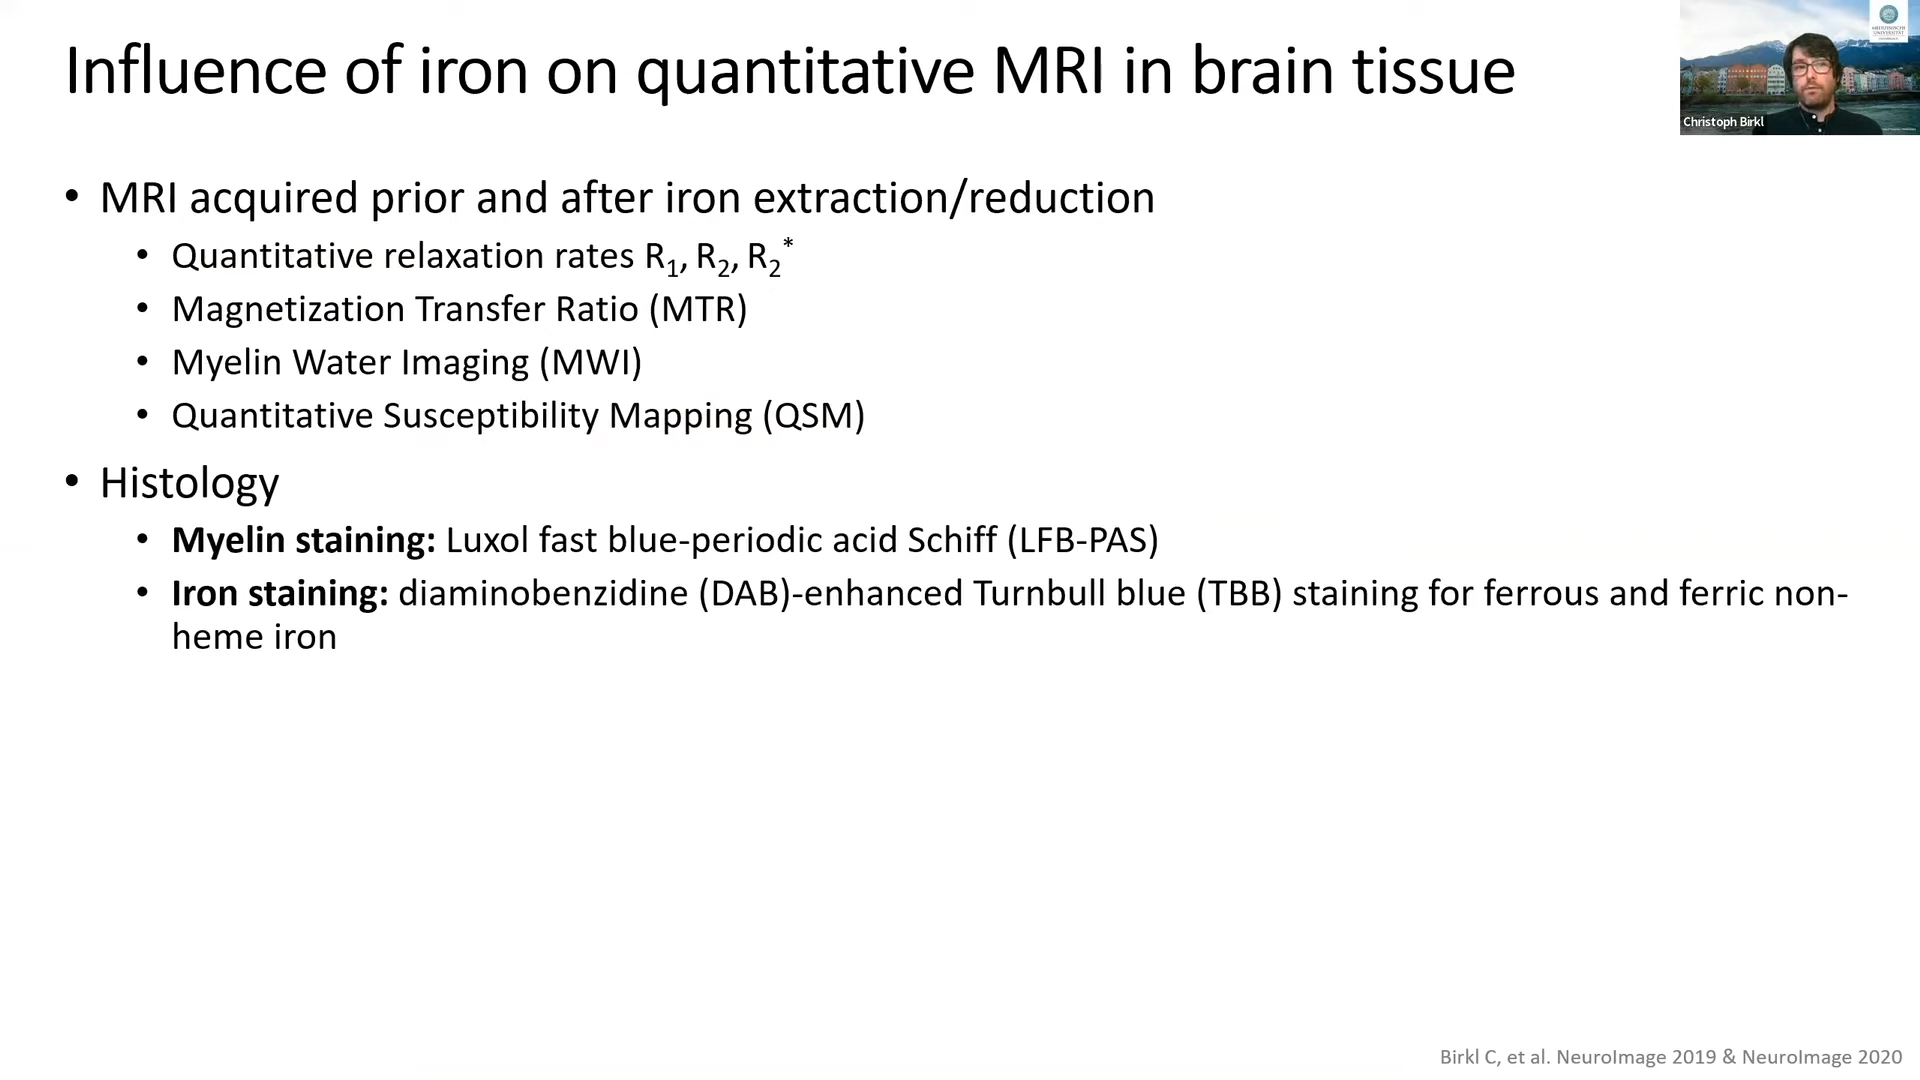 Influence of iron on quantitative MRI in brain tissue
Christoph Birkl
• MRI acquired prior and after iron extraction/reduction
• Quantitative relaxation rates R₁, R₂, R₂*
• Magnetization Transfer Ratio (MTR)
• Myelin Water Imaging (MWI)
• Quantitative Susceptibility Mapping (QSM)
• Histology
• Myelin staining: Luxol fast blue-periodic acid Schiff (LFB-PAS)
• Iron staining: diaminobenzidine (DAB)-enhanced Turnbull blue (TBB) staining for ferrous and ferric non-
heme iron
Birkl C, et al. NeuroImage 2019 & NeuroImage 2020